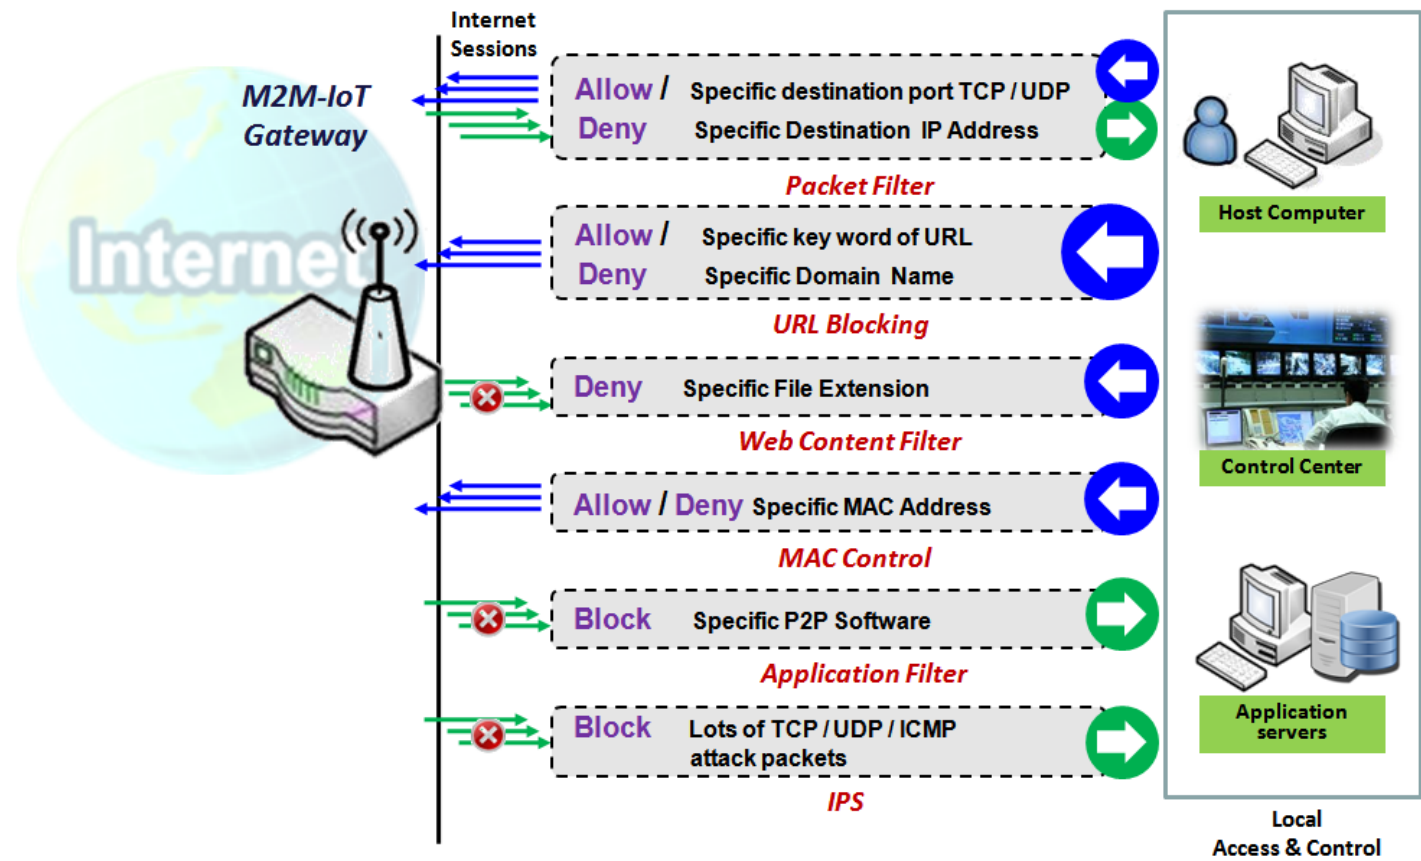 Internet
Sessions
M2M-IoT
Gateway
Internet
Allow / Specific destination port TCP / UDP
Deny Specific Destination IP Address
Packet Filter
Allow / Specific key word of URL
Deny Specific Domain Name
URL Blocking
Deny Specific File Extension
Web Content Filter
Allow / Deny Specific MAC Address
MAC Control
Block Specific P2P Software
Application Filter
Block Lots of TCP / UDP / ICMP
attack packets
IPS
Host Computer
Control Center
Application
servers
Local
Access & Control